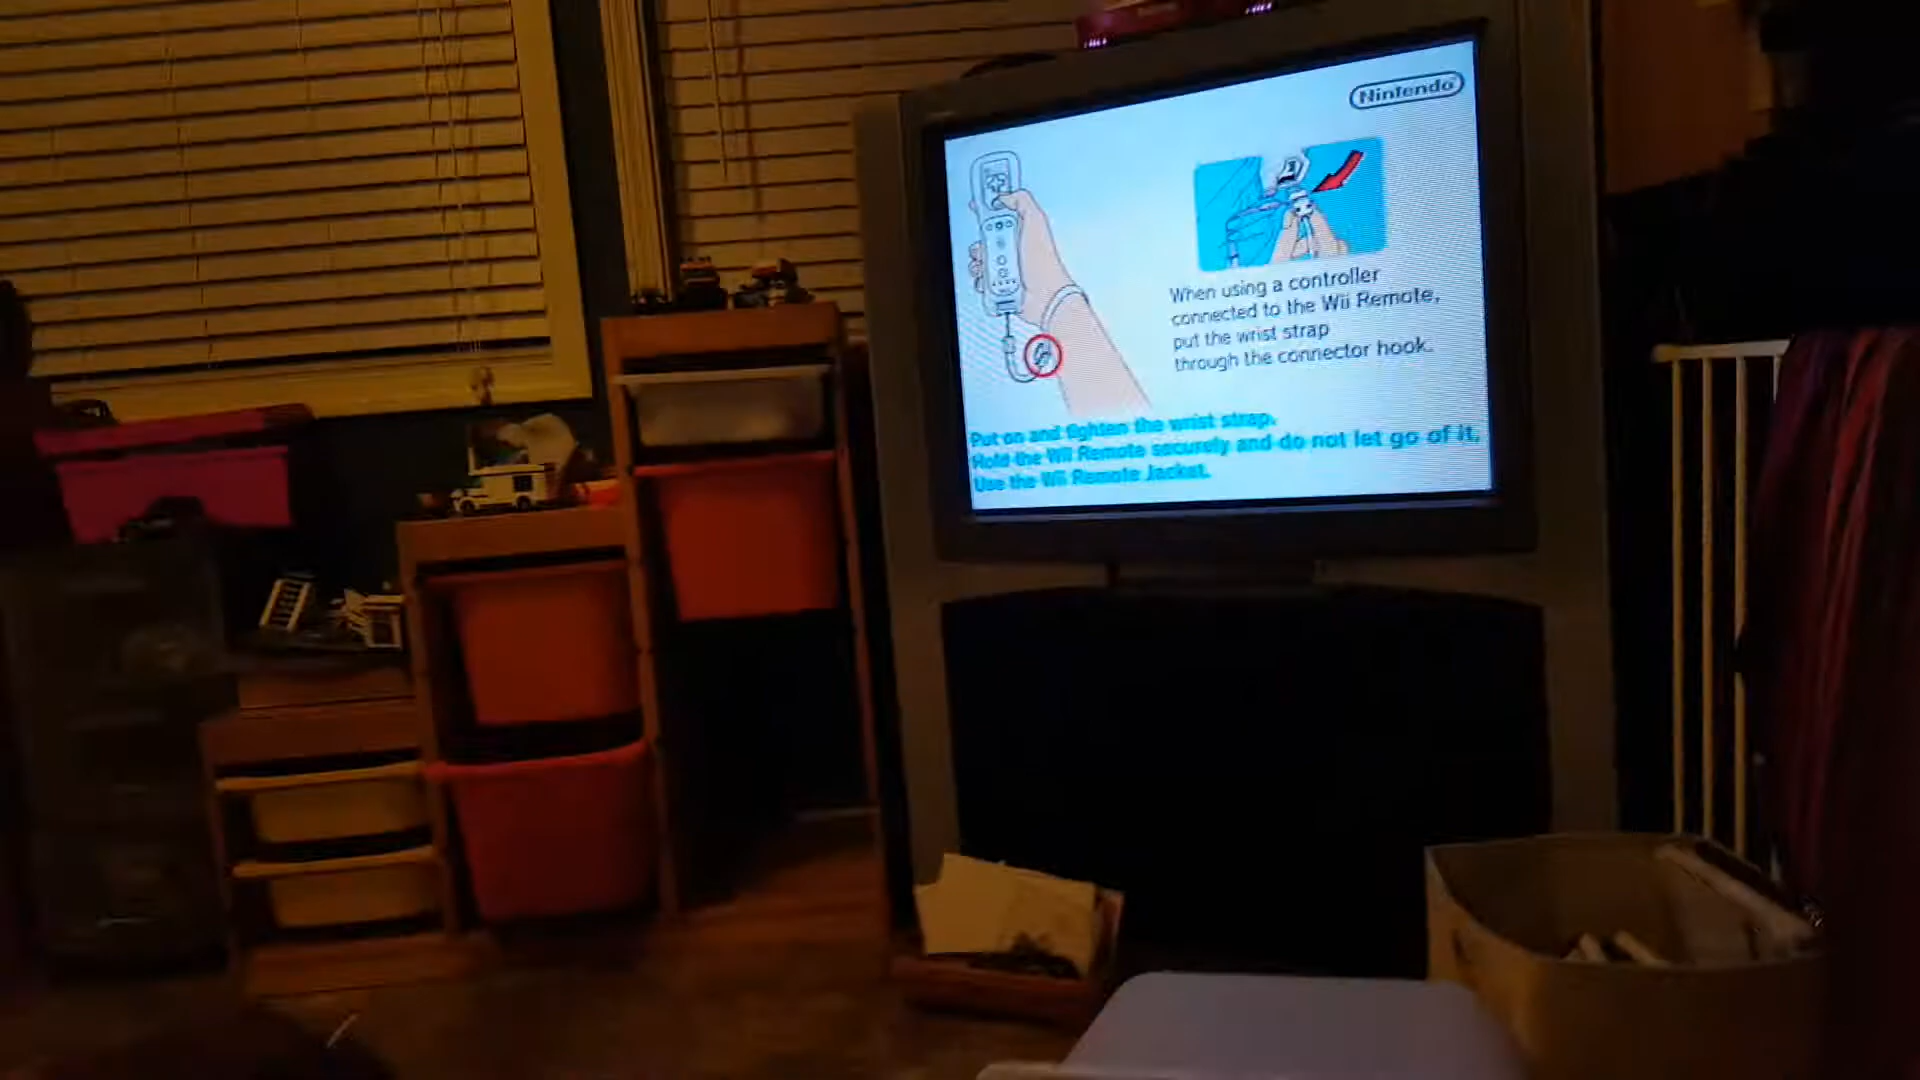 Nintendo
When using a controller
connected to the Wii Remote,
put the wrist strap
through the connector hook.
Put on and tighten the wrist strap.
Hold the Wii Remote securely and do not let go of it.
Use the Wii Remote Jacket.